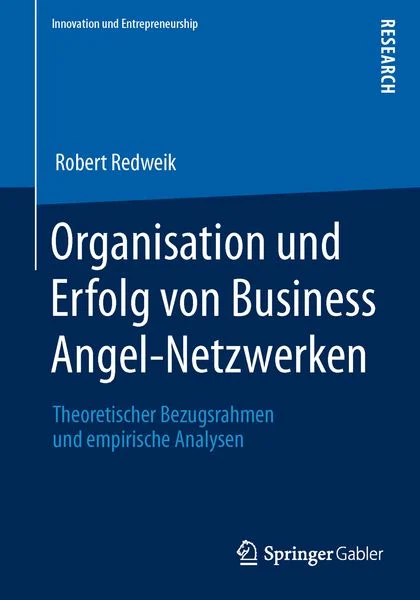 Innovation und Entrepreneurship
RESEARCH
Robert Redweik
Organisation und
Erfolg von Business
Angel-Netzwerken
Theoretischer Bezugsrahmen
und empirische Analysen
Springer Gabler